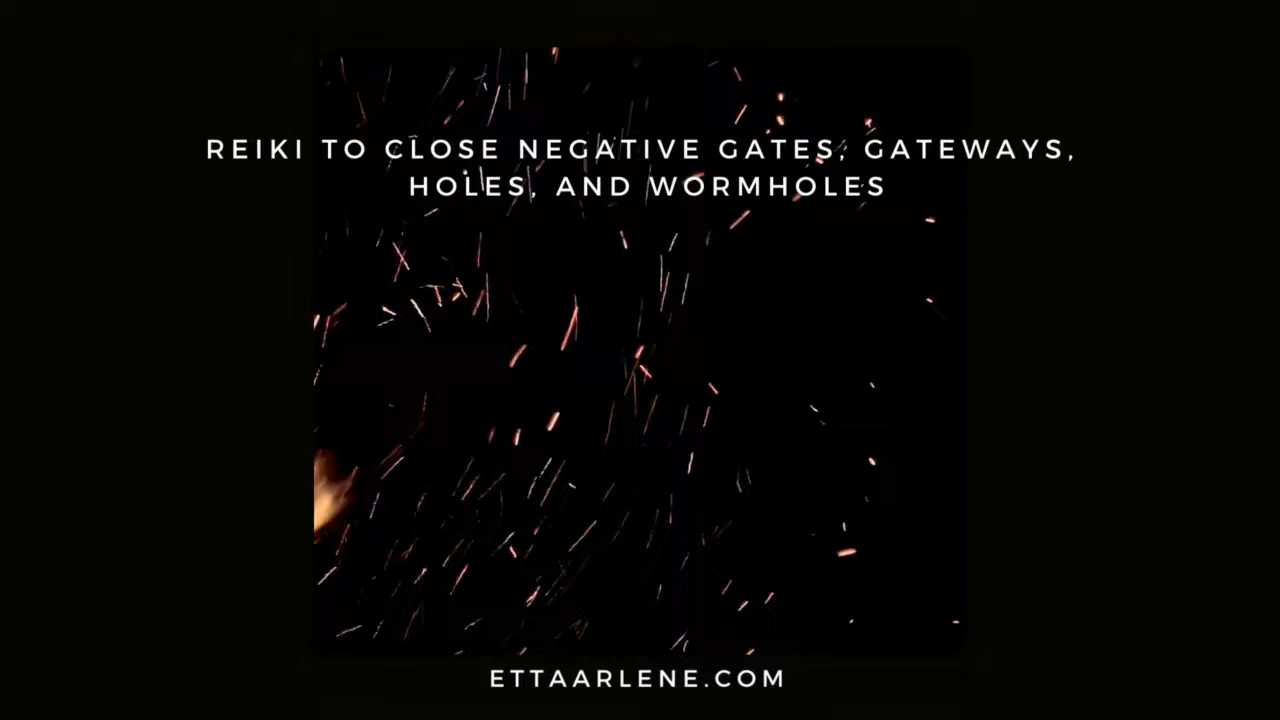 REIKI TO CLOSE NEGATIVE GATES, GATEWAYS,
HOLES, AND WORMHOLES
ETTAARLENE.COM